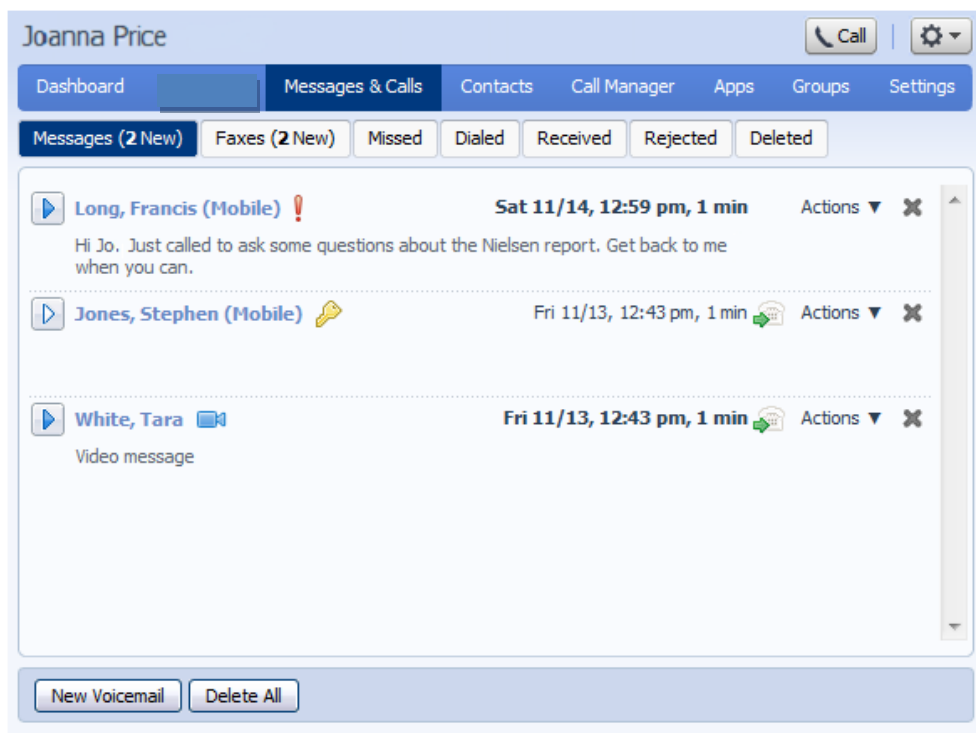 Joanna Price
Call
Dashboard Messages & Calls Contacts Call Manager Apps Groups Settings
Messages (2 New) Faxes (2 New) Missed Dialed Received Rejected Deleted
Long, Francis (Mobile) Sat 11/14, 12:59 pm, 1 min Actions
Hi Jo. Just called to ask some questions about the Nielsen report. Get back to me
when you can.
Jones, Stephen (Mobile) Fri 11/13, 12:43 pm, 1 min Actions
White, Tara Fri 11/13, 12:43 pm, 1 min Actions
Video message
New Voicemail Delete All